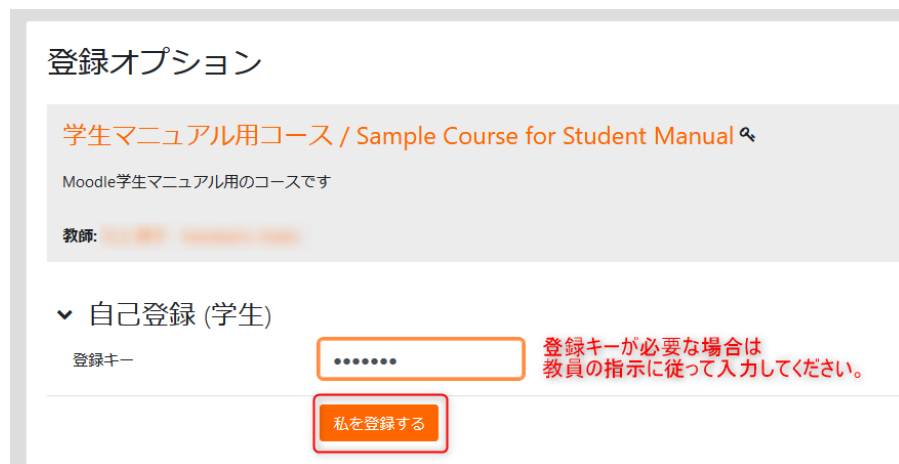 登録オプション
学生マニュアル用コース / Sample Course for Student Manual
Moodle学生マニュアル用のコースです
教師:
自己登録 (学生)
登録キー
•••••••
登録キーが必要な場合は
教員の指示に従って入力してください。
私を登録する